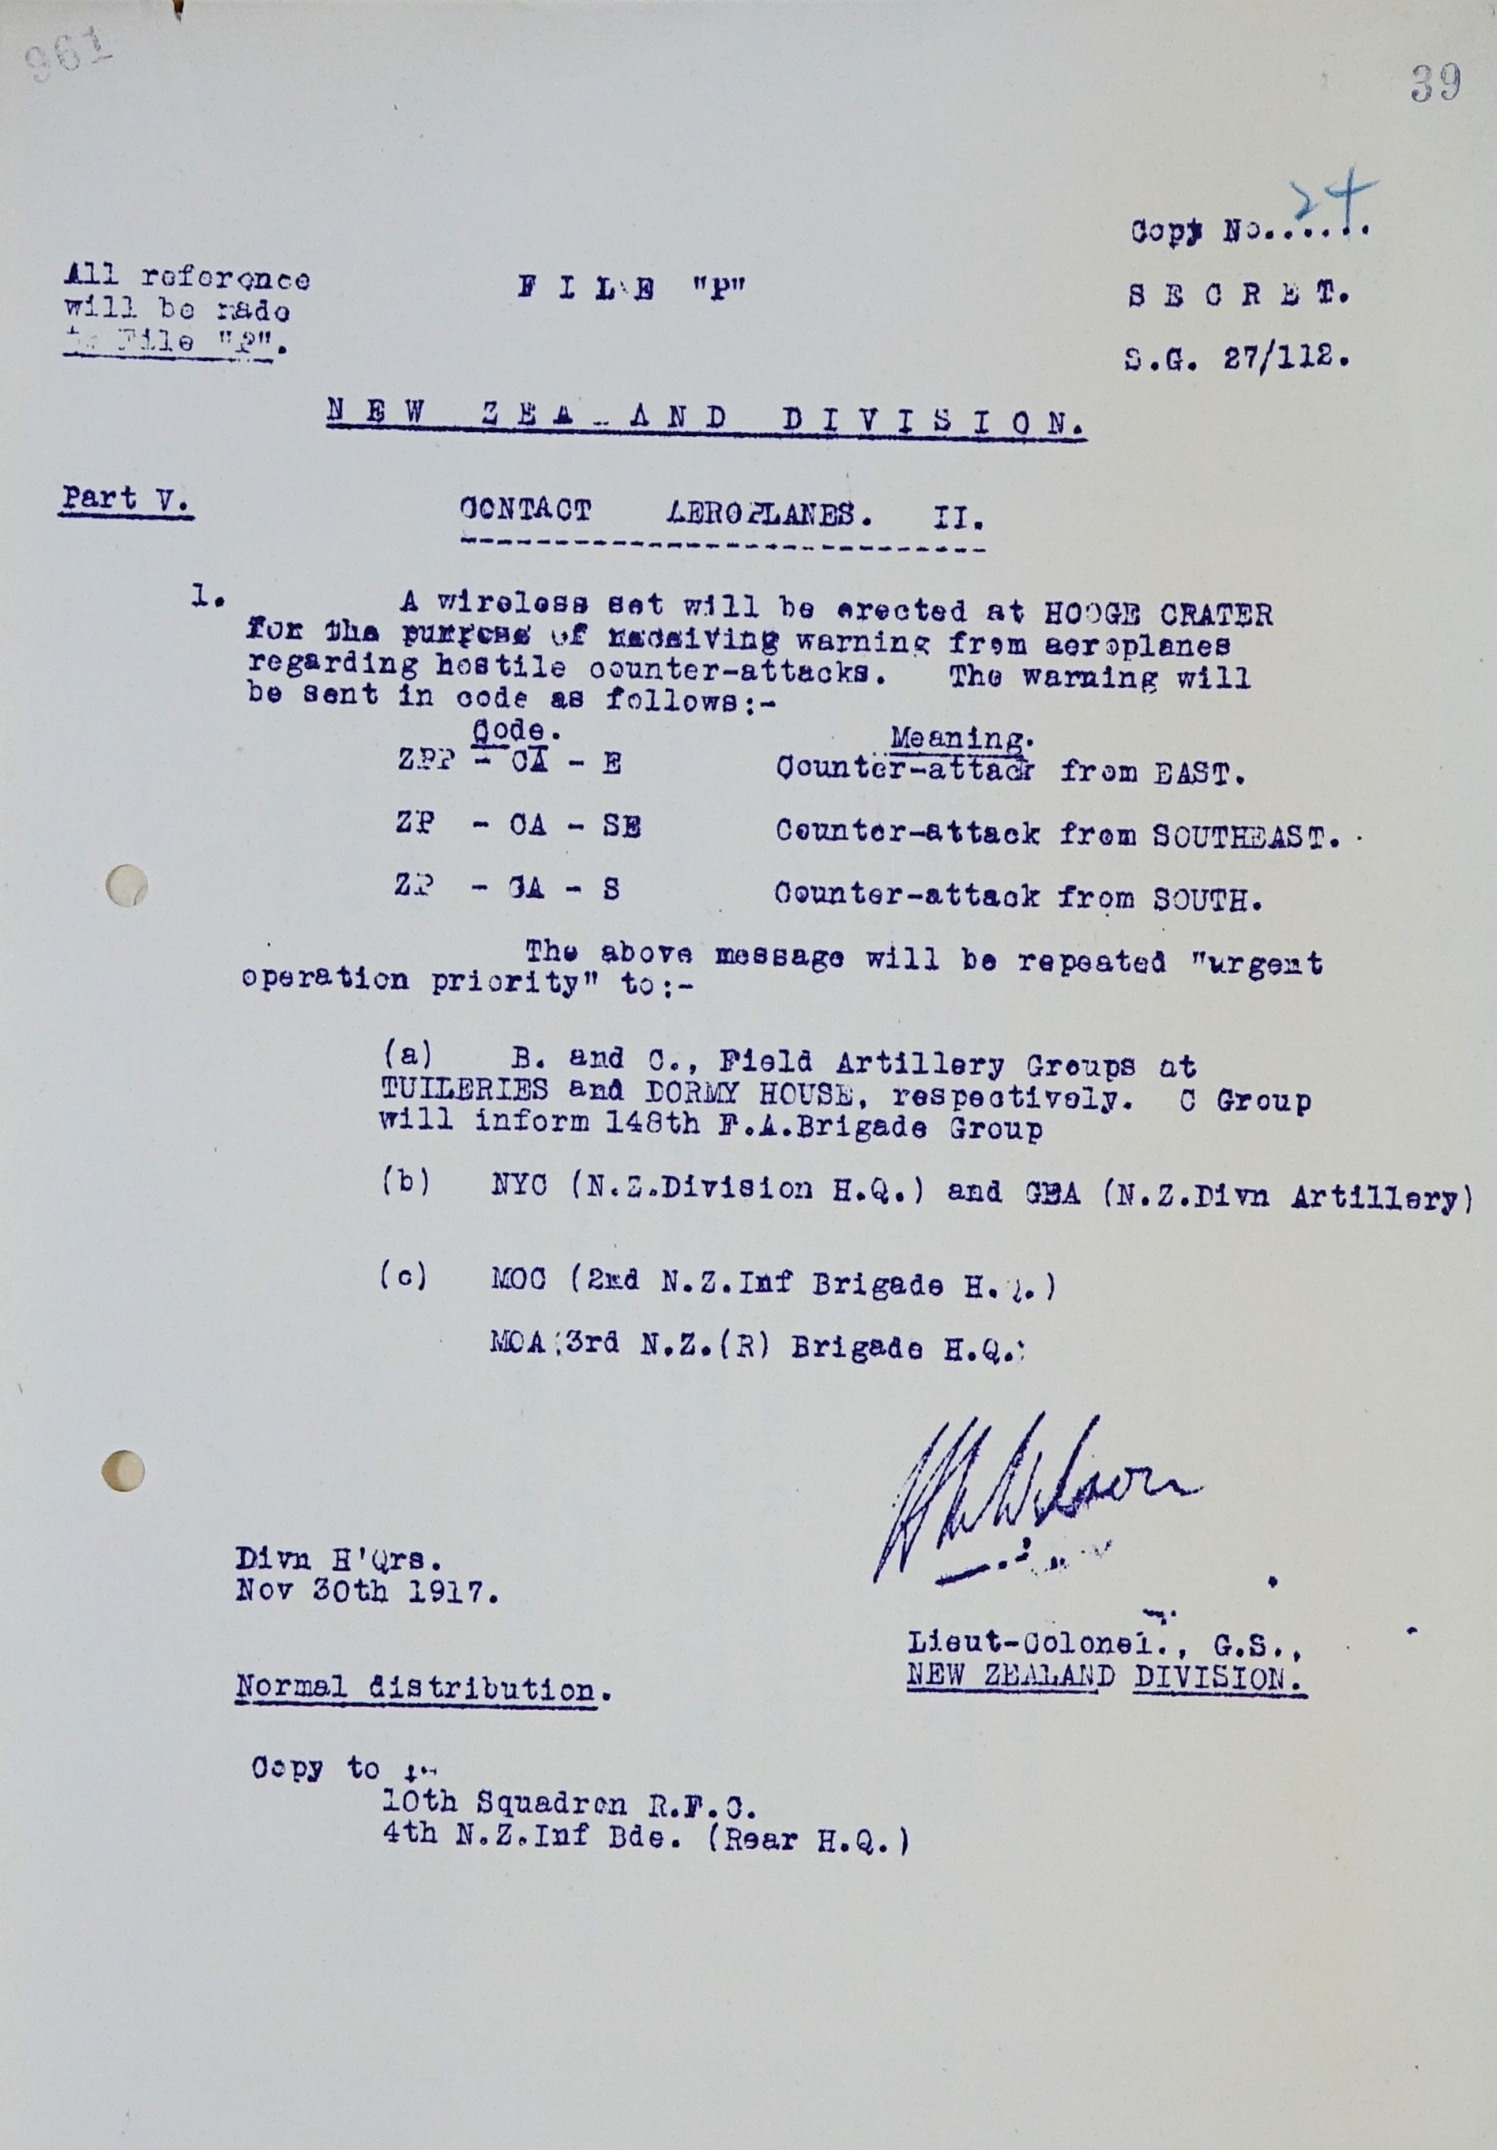 961
39
Copy No...... 24
All reference
will be made
to File "P".
F I L E "P"
S E C R E T.
S.G. 27/112.
N E W Z E A L A N D D I V I S I O N.
Part V.
CONTACT AEROPLANES. II.
1. A wireless set will be erected at HOOGE CRATER
for the purpose of receiving warning from aeroplanes
regarding hostile counter-attacks. The warning will
be sent in code as follows:-
Code. Meaning.
ZPP - CA - E Counter-attack from EAST.
ZP - CA - SE Counter-attack from SOUTHEAST.
ZP - CA - S Counter-attack from SOUTH.
The above message will be repeated "urgent
operation priority" to:-
(a) B. and C., Field Artillery Groups at
TUILERIES and DORMY HOUSE, respectively. C Group
will inform 148th F.A.Brigade Group
(b) NYC (N.Z.Division H.Q.) and GBA (N.Z.Divn Artillery)
(c) MOC (2nd N.Z.Inf Brigade H.Q.)
MOA (3rd N.Z.(R) Brigade H.Q.)
Wilson
Divn H'Qrs.
Nov 30th 1917.
Lieut-Colonel., G.S.,
NEW ZEALAND DIVISION.
Normal distribution.
Copy to :-
10th Squadron R.F.C.
4th N.Z.Inf Bde. (Rear H.Q.)